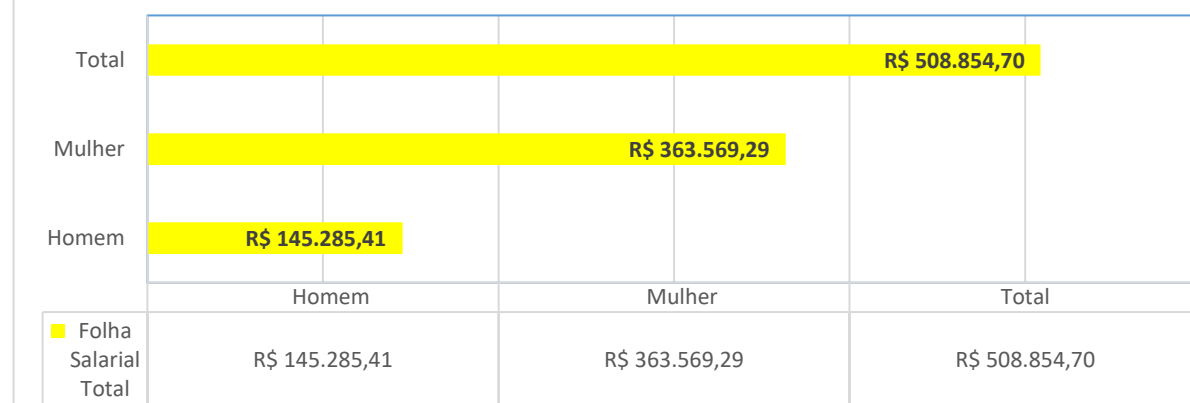 Total
R$ 508.854,70
Mulher
R$ 363.569,29
Homem
R$ 145.285,41
Homem Mulher Total
Folha
Salarial
Total
R$ 145.285,41 R$ 363.569,29 R$ 508.854,70